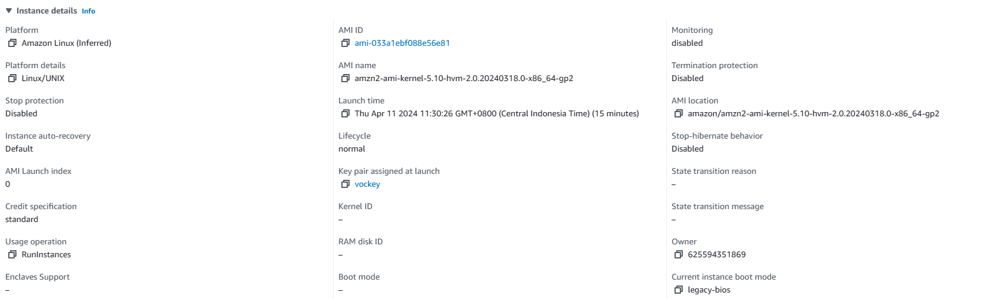 Instance details Info
Platform
Amazon Linux (Inferred)
Platform details
Linux/UNIX
Stop protection
Disabled
Instance auto-recovery
Default
AMI Launch index
0
Credit specification
standard
Usage operation
RunInstances
Enclaves Support
–
AMI ID
ami-033a1ebf088e56e81
AMI name
amzn2-ami-kernel-5.10-hvm-2.0.20240318.0-x86_64-gp2
Launch time
Thu Apr 11 2024 11:30:26 GMT+0800 (Central Indonesia Time) (15 minutes)
Lifecycle
normal
Key pair assigned at launch
vockey
Kernel ID
–
RAM disk ID
–
Boot mode
–
Monitoring
disabled
Termination protection
Disabled
AMI location
amazon/amzn2-ami-kernel-5.10-hvm-2.0.20240318.0-x86_64-gp2
Stop-hibernate behavior
Disabled
State transition reason
–
State transition message
–
Owner
625594351869
Current instance boot mode
legacy-bios